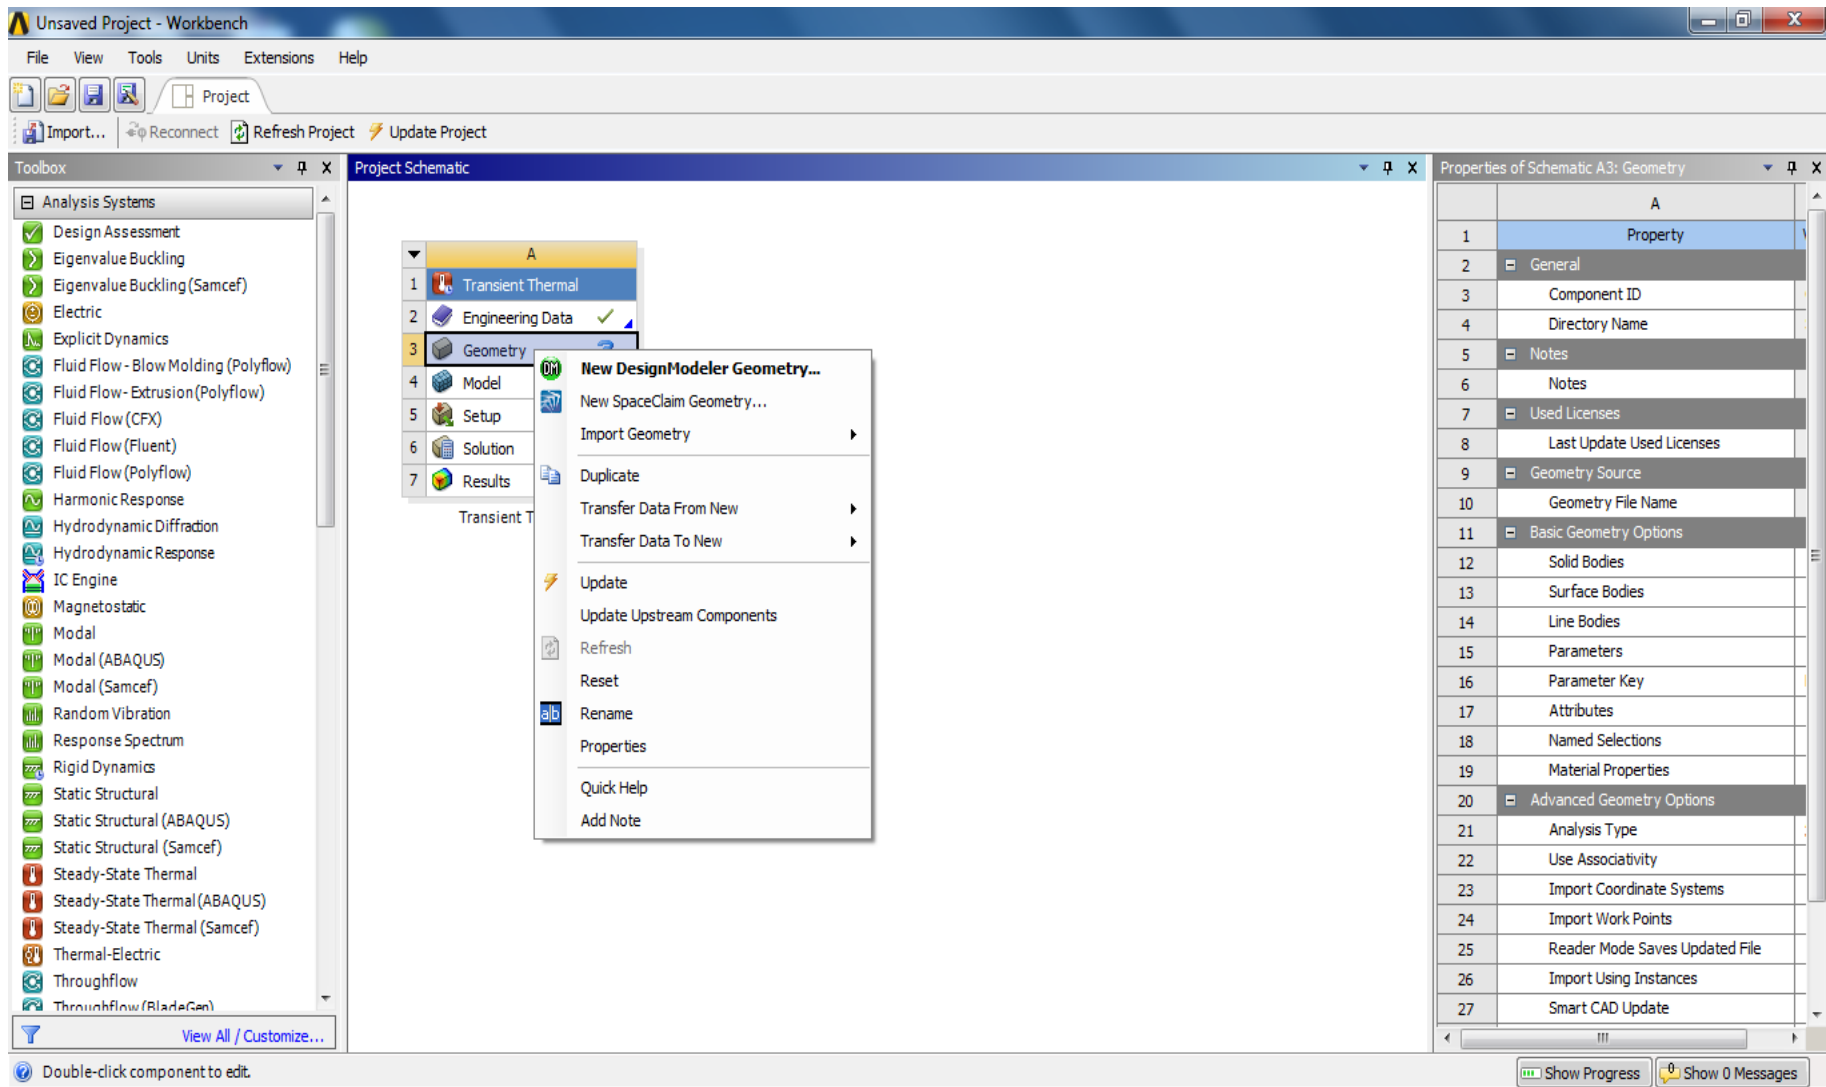 Unsaved Project - Workbench
File View Tools Units Extensions Help
Project
Import... Reconnect Refresh Project Update Project
Toolbox
Analysis Systems
Design Assessment
Eigenvalue Buckling
Eigenvalue Buckling (Samcef)
Electric
Explicit Dynamics
Fluid Flow - Blow Molding (Polyflow)
Fluid Flow- Extrusion (Polyflow)
Fluid Flow (CFX)
Fluid Flow (Fluent)
Fluid Flow (Polyflow)
Harmonic Response
Hydrodynamic Diffraction
Hydrodynamic Response
IC Engine
Magnetostatic
Modal
Modal (ABAQUS)
Modal (Samcef)
Random Vibration
Response Spectrum
Rigid Dynamics
Static Structural
Static Structural (ABAQUS)
Static Structural (Samcef)
Steady-State Thermal
Steady-State Thermal (ABAQUS)
Steady-State Thermal (Samcef)
Thermal-Electric
Throughflow
Throughflow (BladeGen)
View All / Customize...
Project Schematic
A
1 Transient Thermal
2 Engineering Data
3 Geometry
4 Model
5 Setup
6 Solution
7 Results
Transient T
DM New DesignModeler Geometry...
New SpaceClaim Geometry...
Import Geometry
Duplicate
Transfer Data From New
Transfer Data To New
Update
Update Upstream Components
Refresh
Reset
a|b Rename
Properties
Quick Help
Add Note
Properties of Schematic A3: Geometry
A
1 Property
2 General
3 Component ID
4 Directory Name
5 Notes
6 Notes
7 Used Licenses
8 Last Update Used Licenses
9 Geometry Source
10 Geometry File Name
11 Basic Geometry Options
12 Solid Bodies
13 Surface Bodies
14 Line Bodies
15 Parameters
16 Parameter Key
17 Attributes
18 Named Selections
19 Material Properties
20 Advanced Geometry Options
21 Analysis Type
22 Use Associativity
23 Import Coordinate Systems
24 Import Work Points
25 Reader Mode Saves Updated File
26 Import Using Instances
27 Smart CAD Update
Double-click component to edit.
Show Progress
0 Show 0 Messages